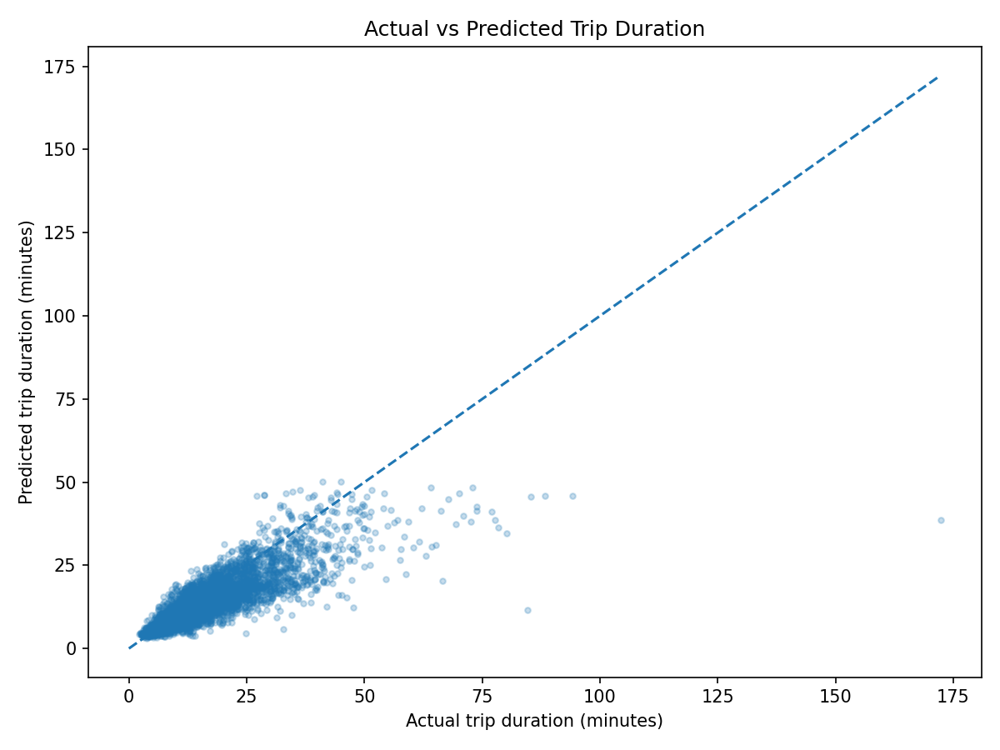 Actual vs Predicted Trip Duration
Predicted trip duration (minutes)
175
150
125
100
75
50
25
0
0 25 50 75 100 125 150 175
Actual trip duration (minutes)